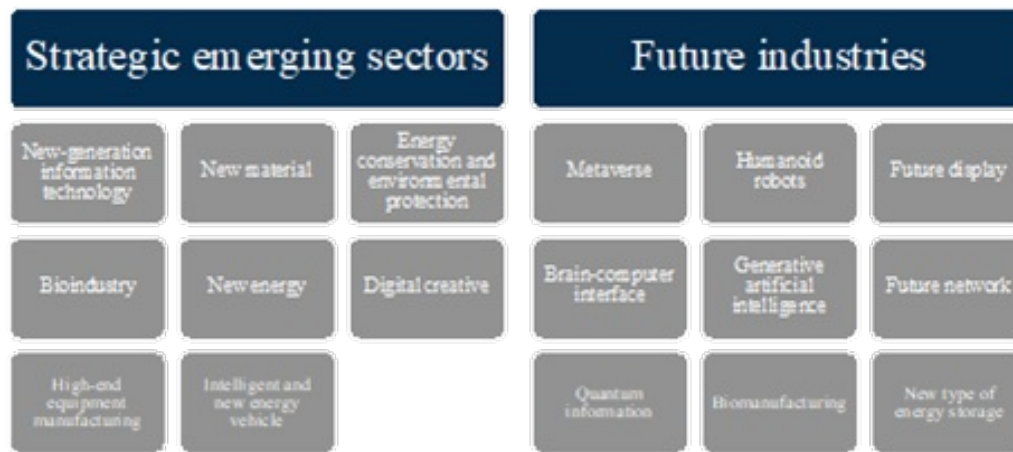 Strategic emerging sectors
Future industries
New-generation
information
technology
New material
Energy
conservation and
environmental
protection
Metaverse
Humanoid
robots
Future display
Bioindustry
New energy
Digital creative
Brain-computer
interface
Generative
artificial
intelligence
Future network
High-end
equipment
manufacturing
Intelligent and
new energy
vehicle
Quantum
information
Biomanufacturing
New type of
energy storage